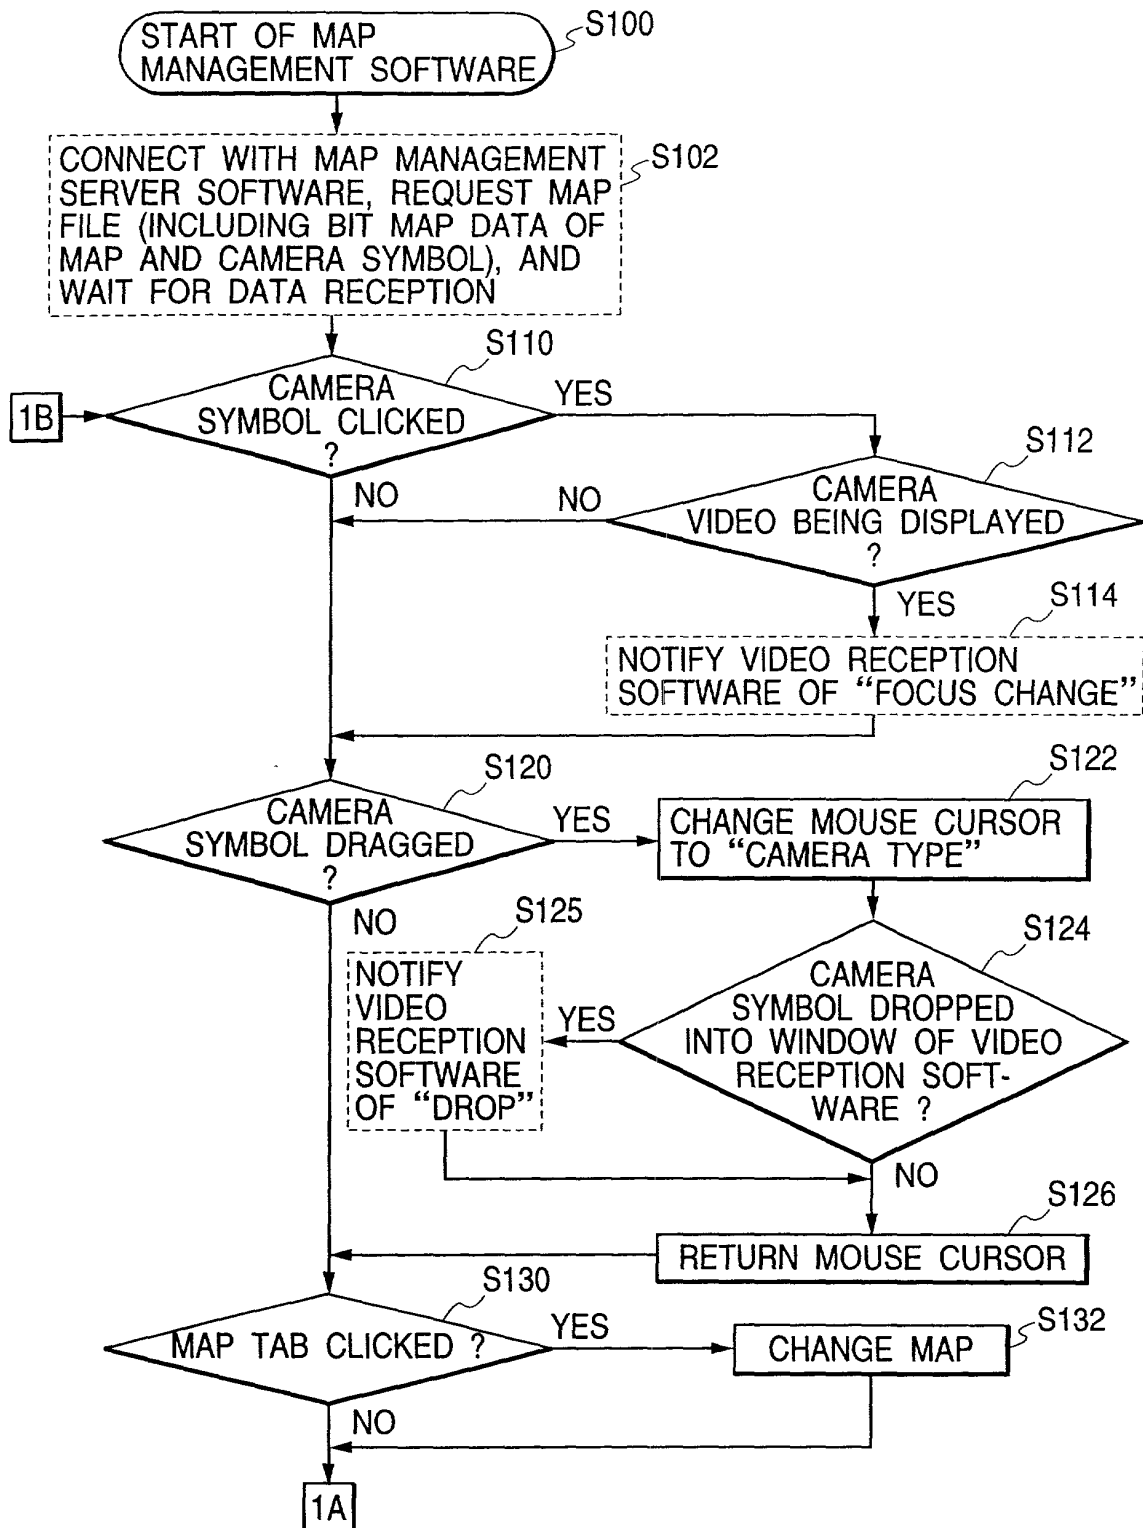 START OF MAP
MANAGEMENT SOFTWARE
S100
CONNECT WITH MAP MANAGEMENT
SERVER SOFTWARE, REQUEST MAP
FILE (INCLUDING BIT MAP DATA OF
MAP AND CAMERA SYMBOL), AND
WAIT FOR DATA RECEPTION
S102
S110
1B
CAMERA
SYMBOL CLICKED
?
YES
NO
S112
CAMERA
VIDEO BEING DISPLAYED
?
NO
YES
S114
NOTIFY VIDEO RECEPTION
SOFTWARE OF “FOCUS CHANGE”
S120
CAMERA
SYMBOL DRAGGED
?
YES
NO
S122
CHANGE MOUSE CURSOR
TO “CAMERA TYPE”
S124
CAMERA
SYMBOL DROPPED
INTO WINDOW OF VIDEO
RECEPTION SOFT-
WARE ?
YES
NO
S125
NOTIFY
VIDEO
RECEPTION
SOFTWARE
OF “DROP”
S126
RETURN MOUSE CURSOR
S130
MAP TAB CLICKED ?
YES
NO
S132
CHANGE MAP
1A